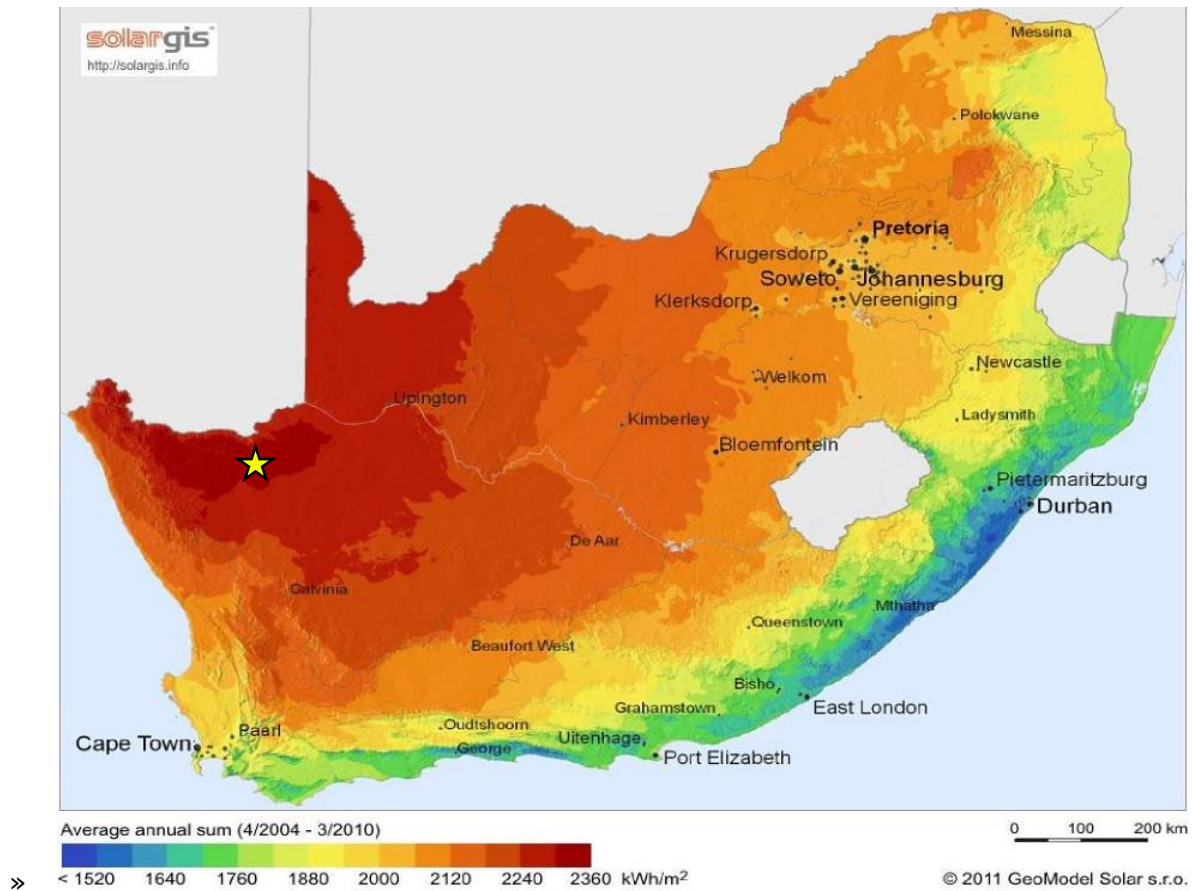 solargis
http://solargis.info
Messina
Polokwane
Pretoria
Krugersdorp
Soweto Johannesburg
Klerksdorp Vereeniging
Newcastle
Welkom
Upington
Kimberley
Ladysmith
Bloemfontein
Pietermaritzburg
Durban
De Aar
Calvinia
Mthatha
Queenstown
Beaufort West
Bisho
Grahamstown
East London
Oudtshoorn
Paarl
Uitenhage
Cape Town
George
Port Elizabeth
Average annual sum (4/2004 - 3/2010)
0 100 200 km
< 1520 1640 1760 1880 2000 2120 2240 2360 kWh/m²
© 2011 GeoModel Solar s.r.o.
»